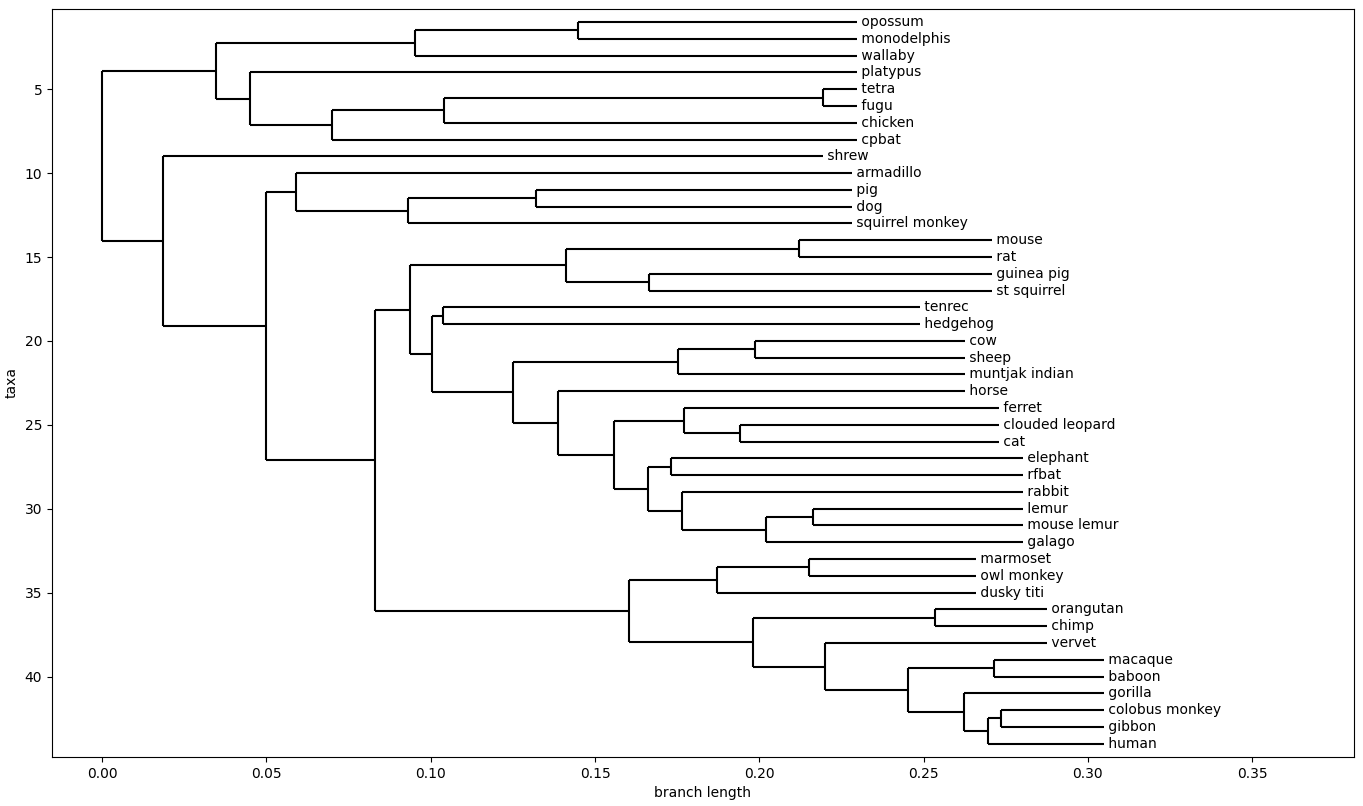 opossum
monodelphis
wallaby
platypus
tetra
fugu
chicken
cpbat
shrew
armadillo
pig
dog
squirrel monkey
mouse
rat
guinea pig
st squirrel
tenrec
hedgehog
cow
sheep
muntjak indian
horse
ferret
clouded leopard
cat
elephant
rfbat
rabbit
lemur
mouse lemur
galago
marmoset
owl monkey
dusky titi
orangutan
chimp
vervet
macaque
baboon
gorilla
colobus monkey
gibbon
human
5
10
15
20
25
30
35
40
taxa
0.00 0.05 0.10 0.15 0.20 0.25 0.30 0.35
branch length